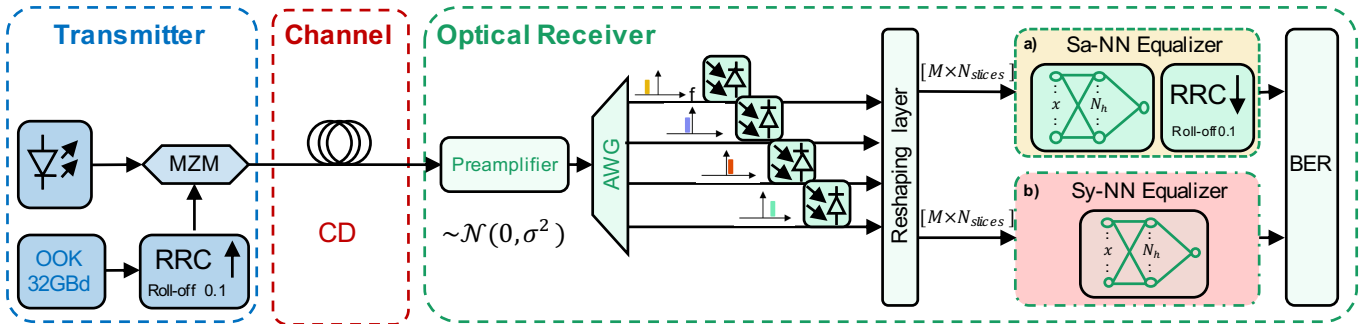 Transmitter
MZM
OOK
32GBd
RRC
Roll-off 0.1
Channel
CD
Optical Receiver
Preamplifier
~𝒩(0, σ²)
AWG
f
Reshaping layer
[M×N_slices]
[M×N_slices]
a) Sa-NN Equalizer
x
N_h
RRC
Roll-off 0.1
b) Sy-NN Equalizer
x
N_h
BER